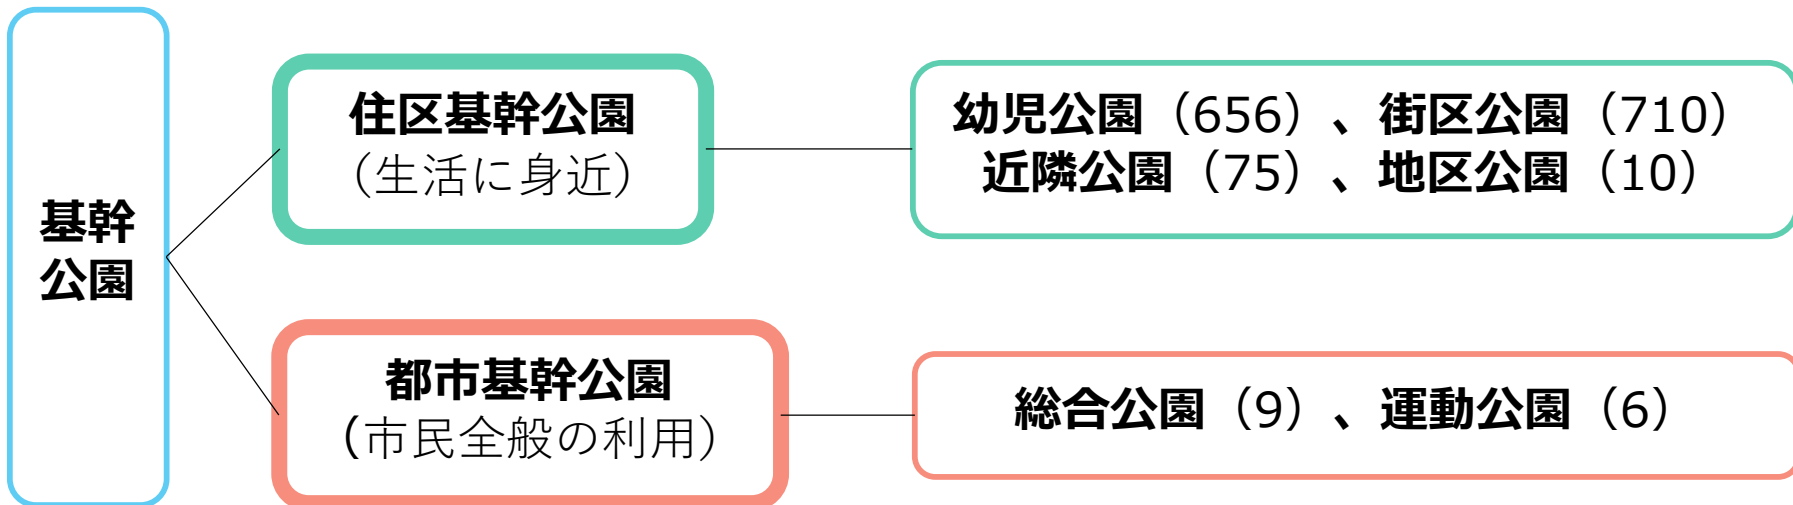 基幹
公園
住区基幹公園
（生活に身近）
幼児公園（656）、街区公園（710）
近隣公園（75）、地区公園（10）
都市基幹公園
（市民全般の利用）
総合公園（9）、運動公園（6）